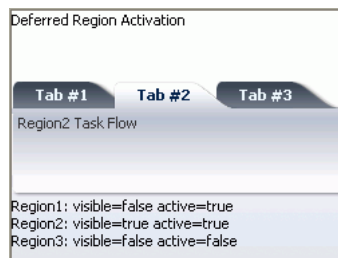 Deferred Region Activation
Tab #1 Tab #2 Tab #3
Region2 Task Flow
Region1: visible=false active=true
Region2: visible=true active=true
Region3: visible=false active=false